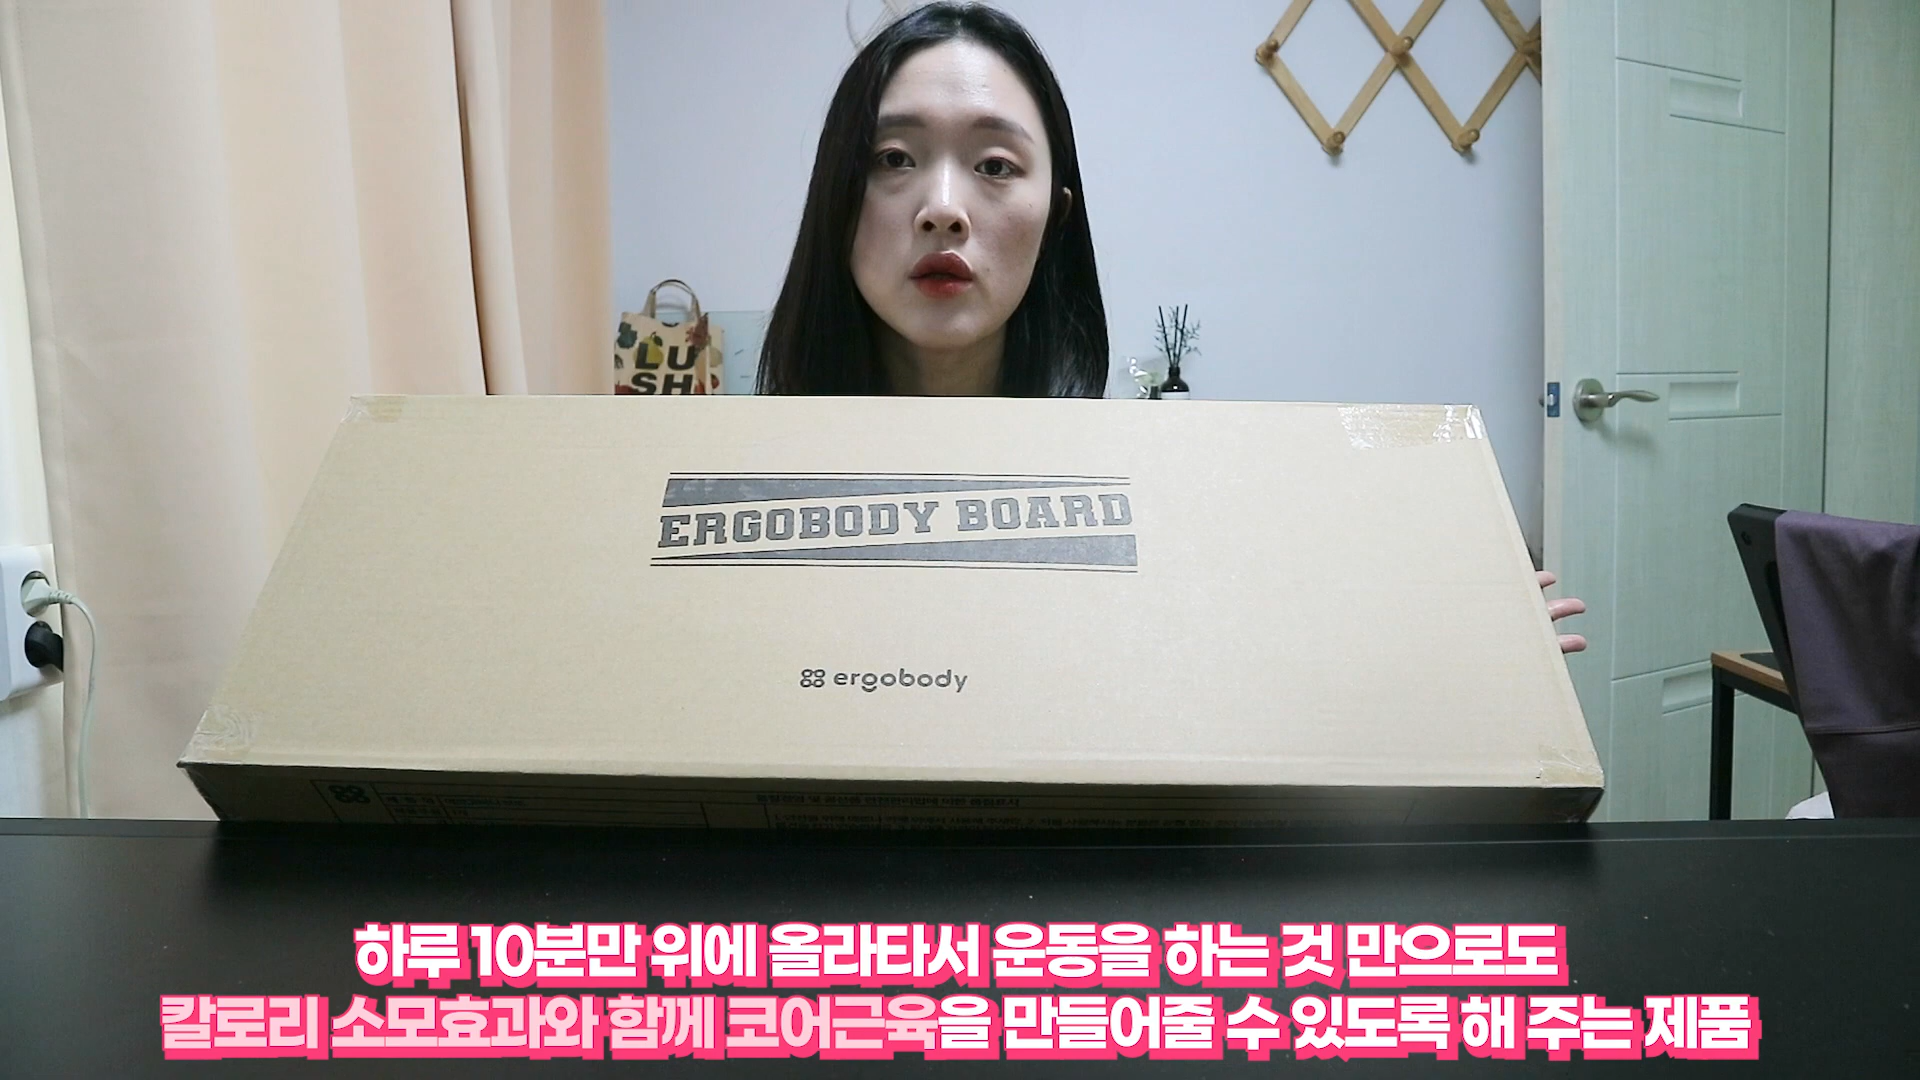 LU
SH
ERGOBODY BOARD
ergobody
하루 10분만 위에 올라타서 운동을 하는 것 만으로도
칼로리 소모효과와 함께 코어근육을 만들어줄 수 있도록 해 주는 제품